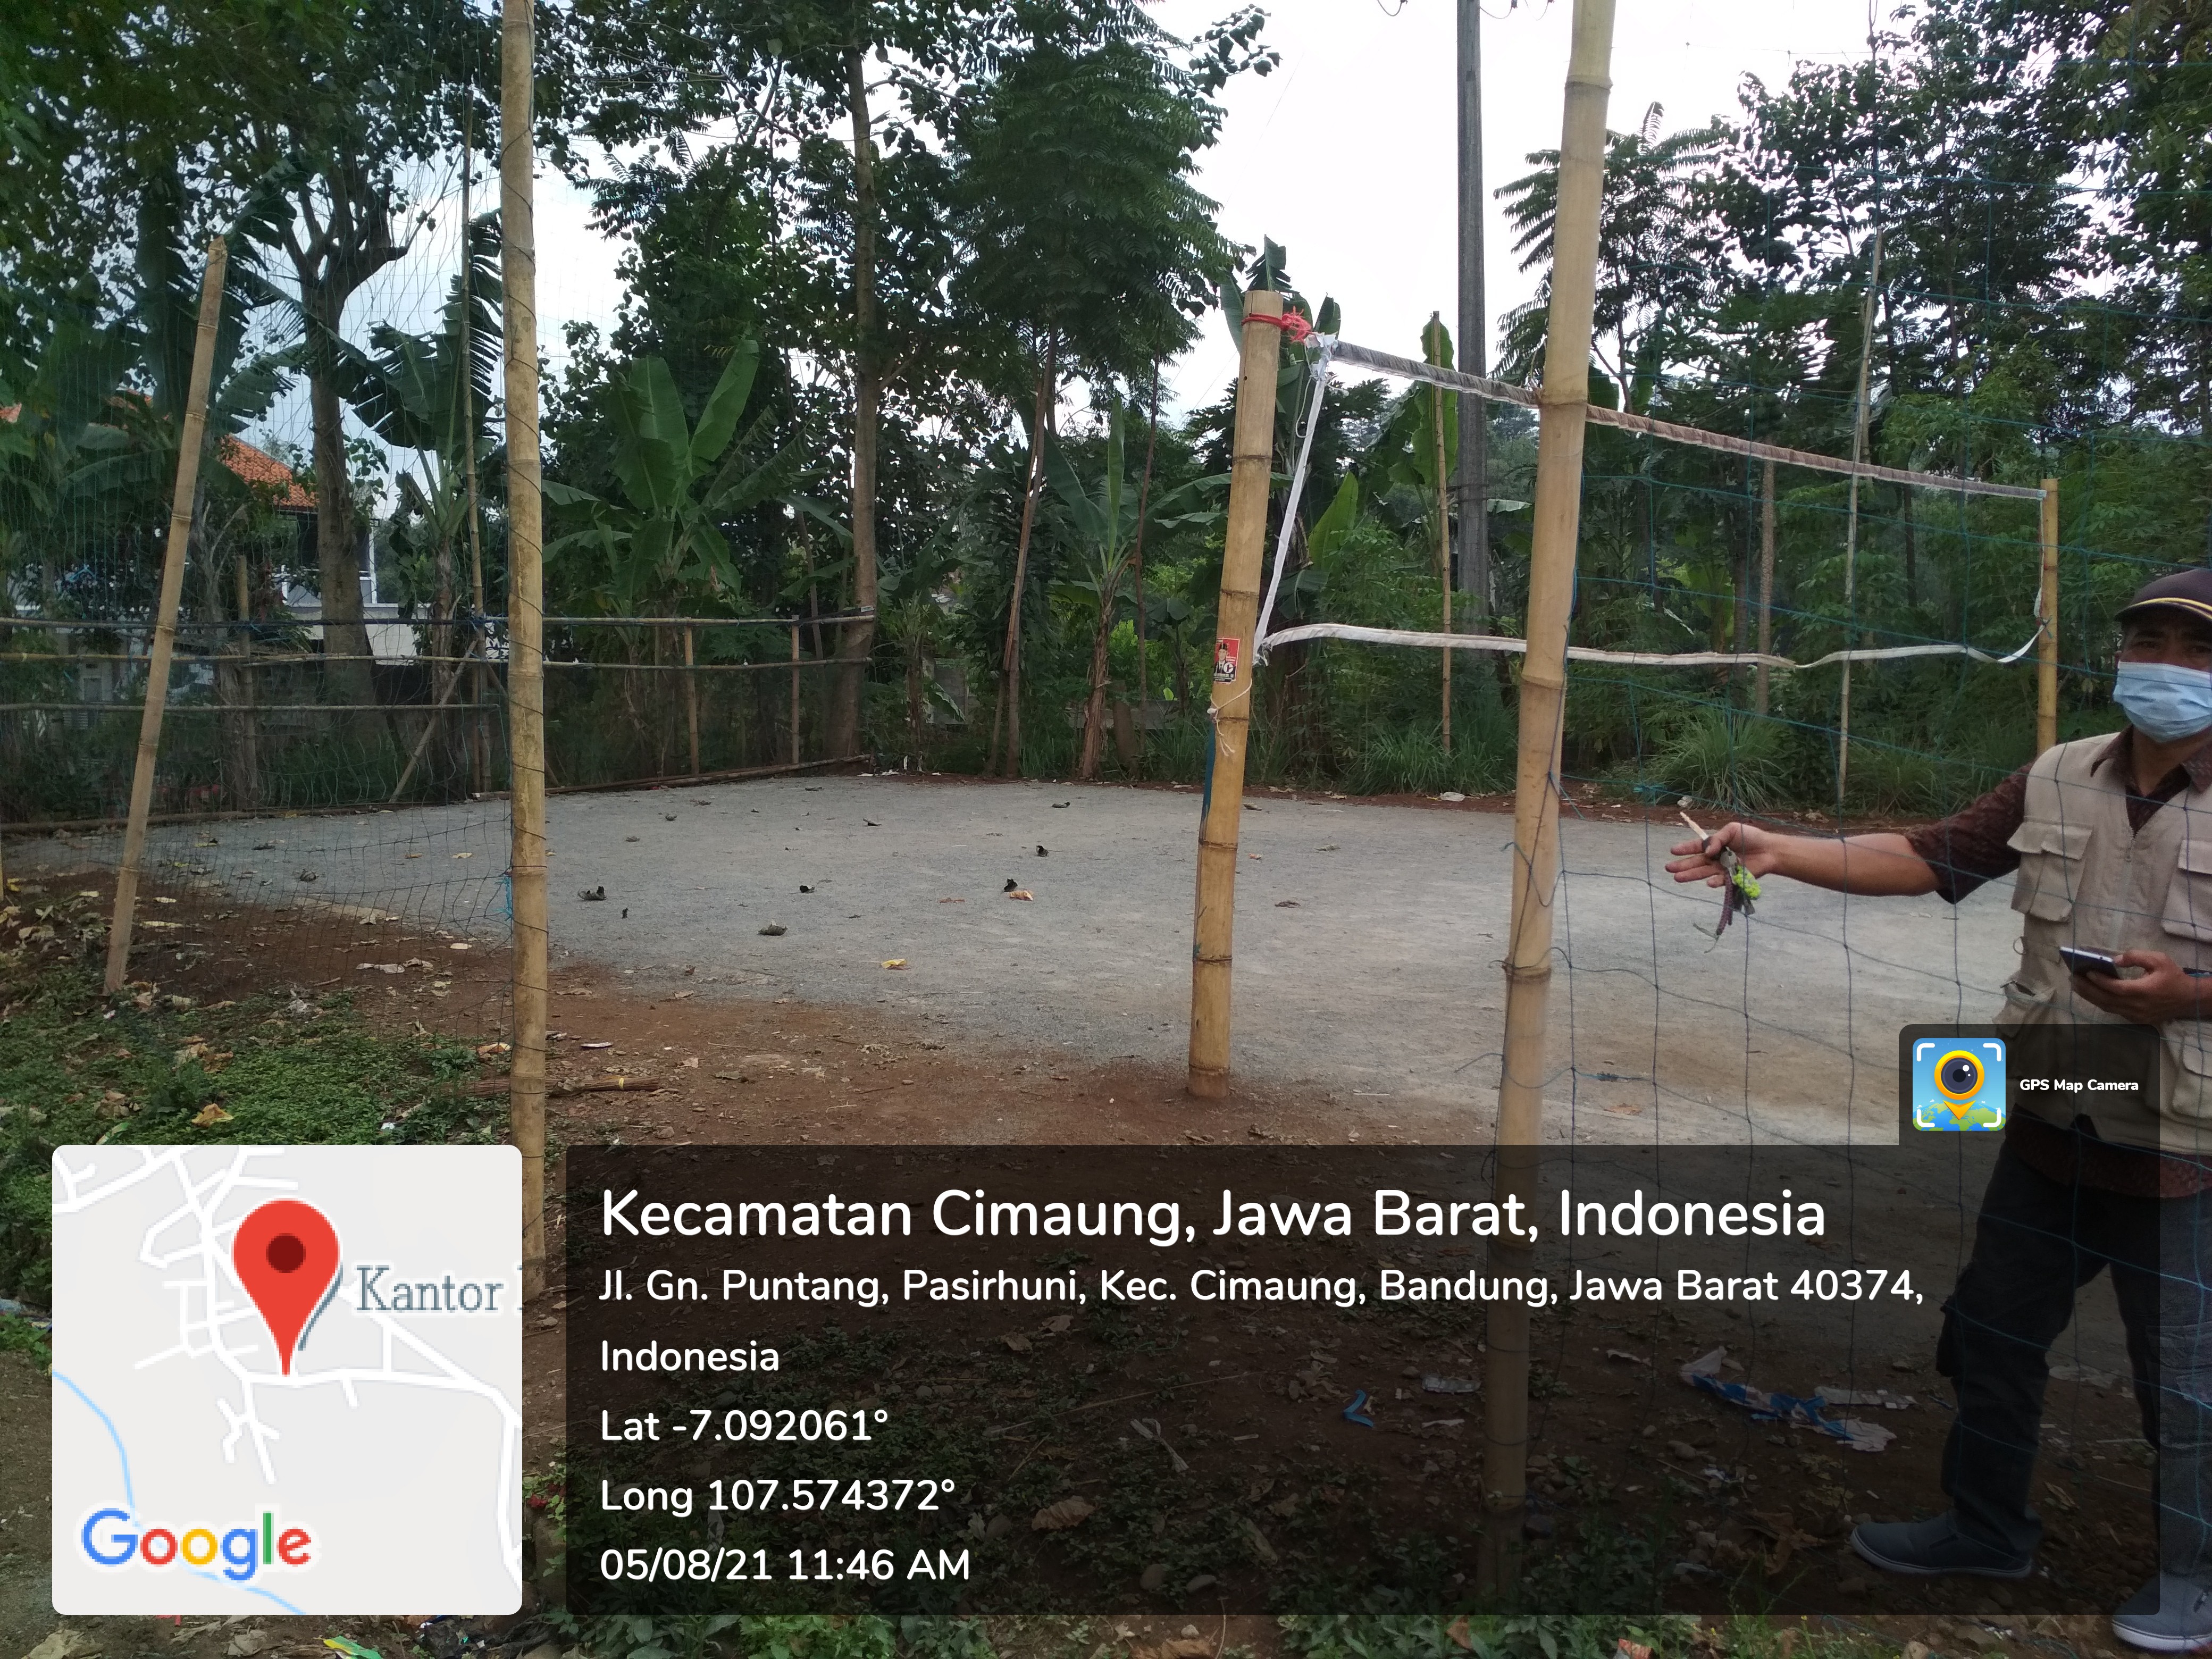 GPS Map Camera
Kantor
Kecamatan Cimaung, Jawa Barat, Indonesia
Jl. Gn. Puntang, Pasirhuni, Kec. Cimaung, Bandung, Jawa Barat 40374,
Indonesia
Lat -7.092061°
Long 107.574372°
05/08/21 11:46 AM
Google